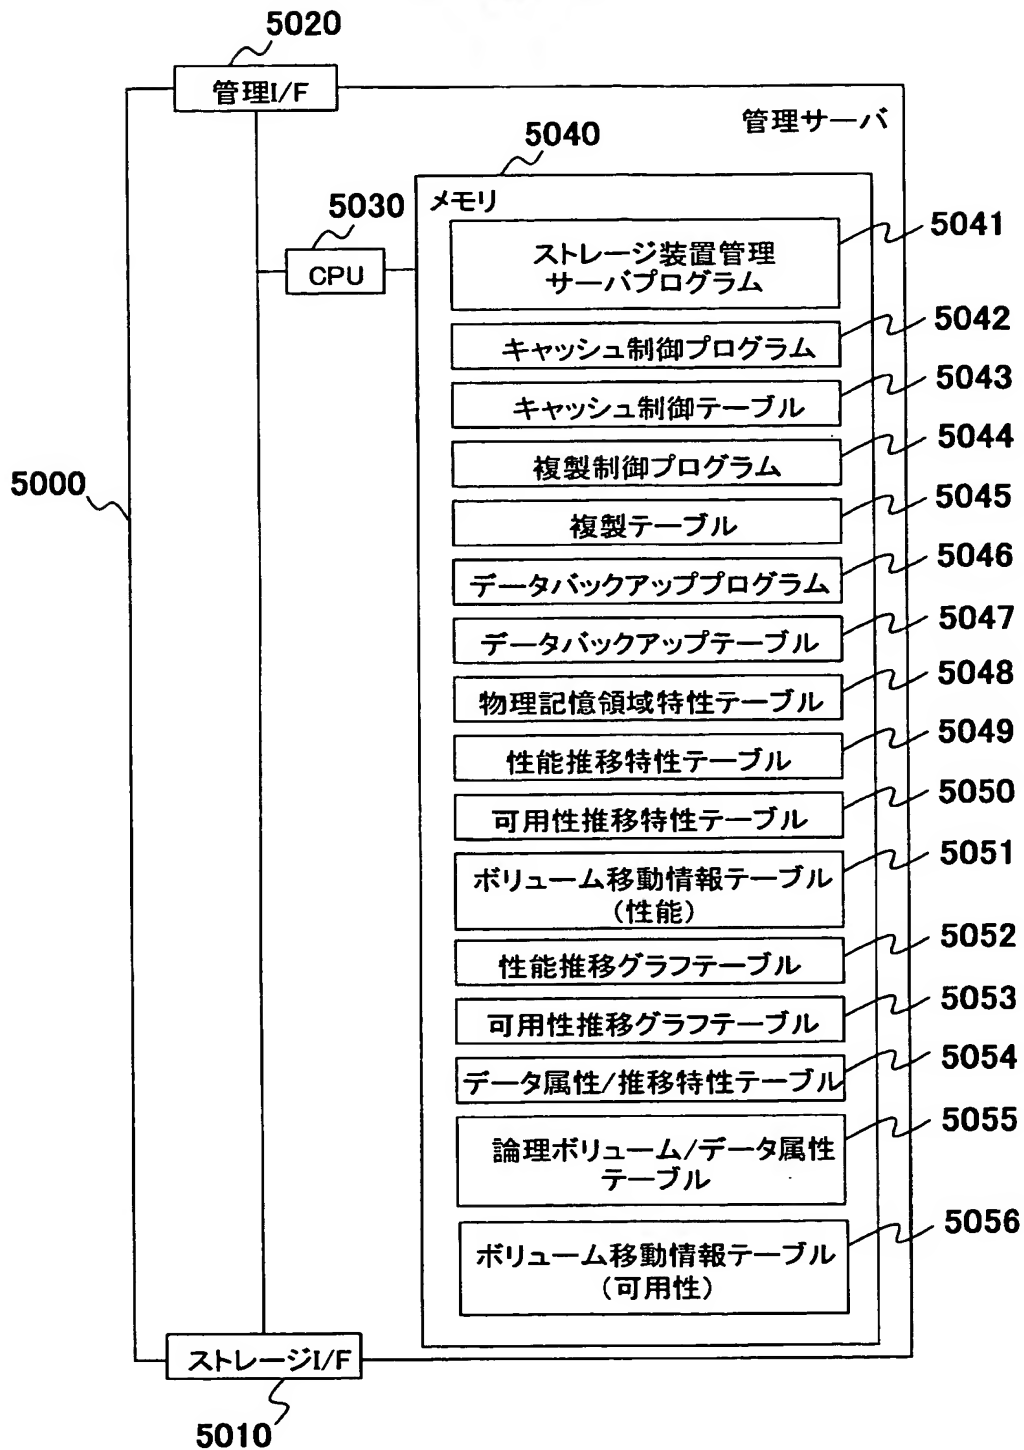 5020
管理I/F
管理サーバ
5040
メモリ
5030
CPU
5041
ストレージ装置管理
サーバプログラム
5042
キャッシュ制御プログラム
5043
キャッシュ制御テーブル
5044
複製制御プログラム
5000
5045
複製テーブル
5046
データバックアッププログラム
5047
データバックアップテーブル
5048
物理記憶領域特性テーブル
5049
性能推移特性テーブル
5050
可用性推移特性テーブル
5051
ボリューム移動情報テーブル
(性能)
5052
性能推移グラフテーブル
5053
可用性推移グラフテーブル
5054
データ属性/推移特性テーブル
5055
論理ボリューム/データ属性
テーブル
5056
ボリューム移動情報テーブル
(可用性)
ストレージI/F
5010